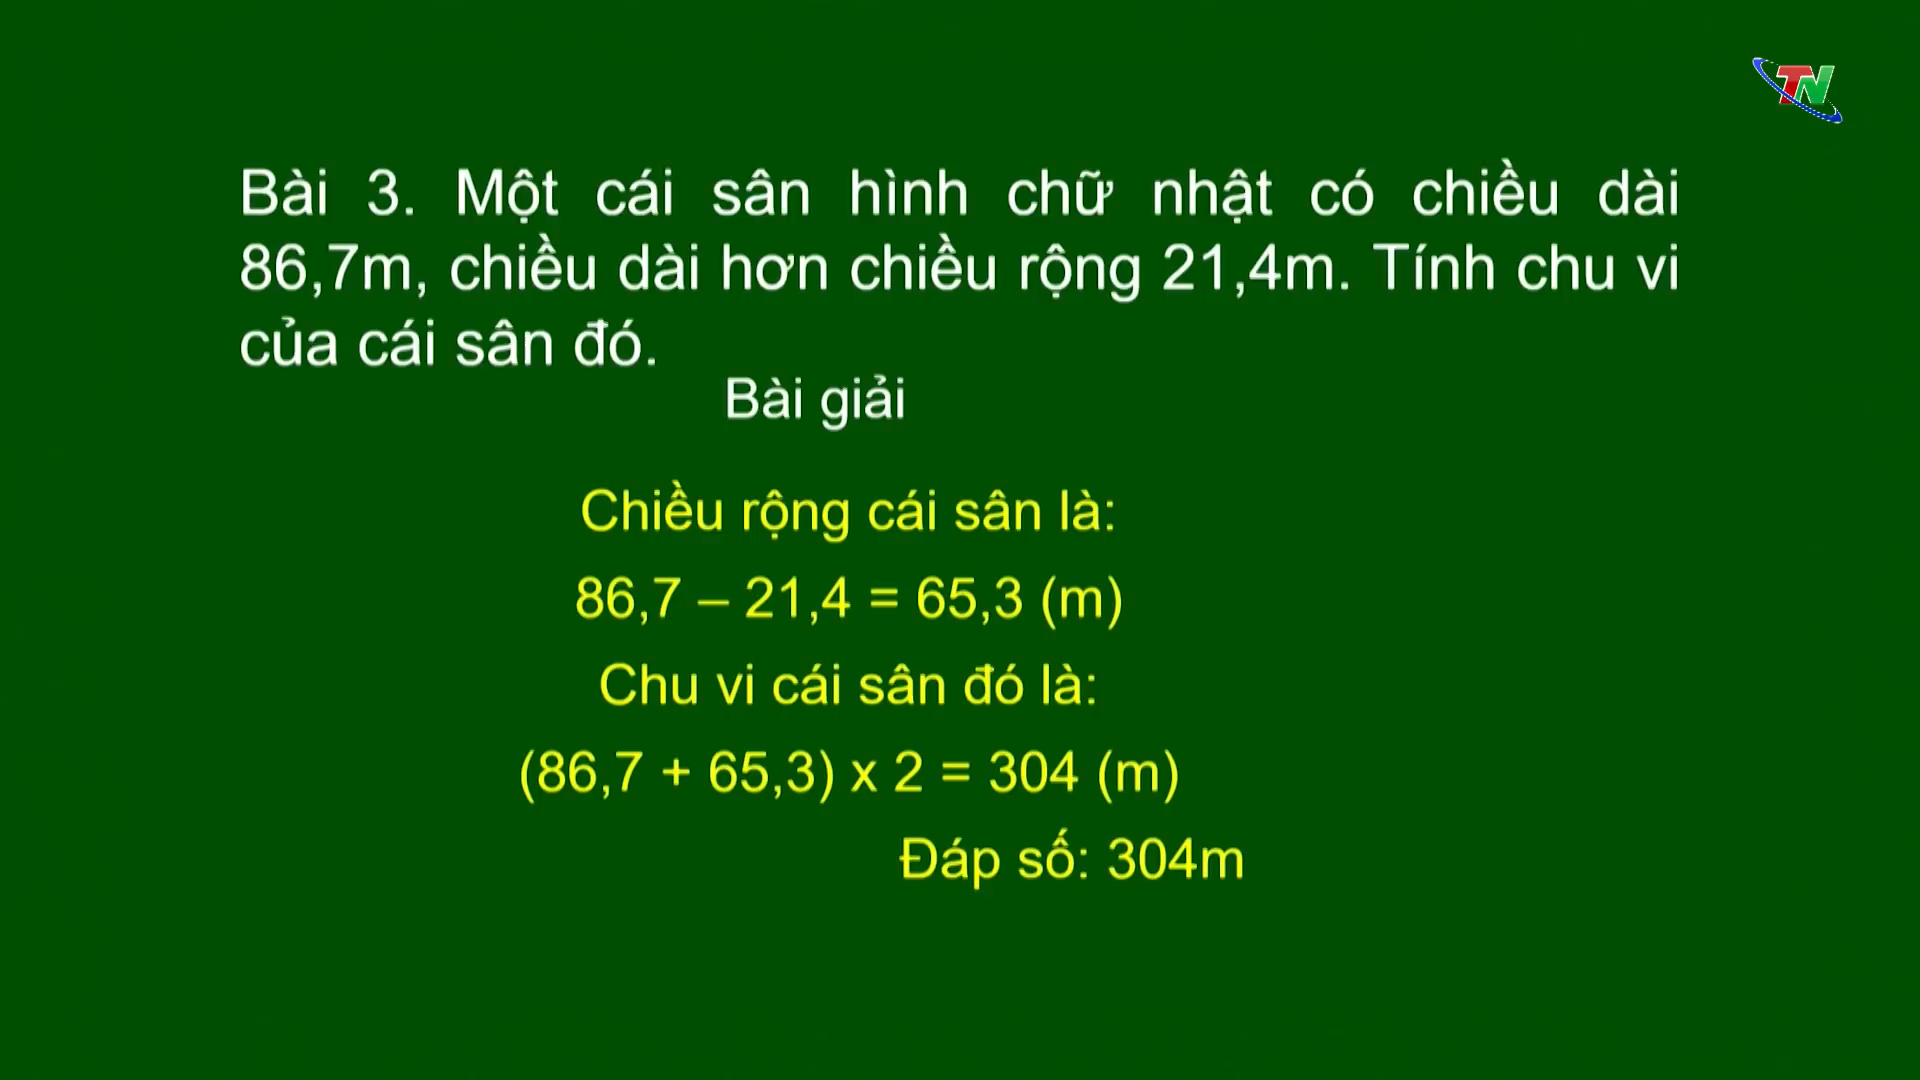 TN
Bài 3. Một cái sân hình chữ nhật có chiều dài
86,7m, chiều dài hơn chiều rộng 21,4m. Tính chu vi
của cái sân đó.
Bài giải
Chiều rộng cái sân là:
86,7 – 21,4 = 65,3 (m)
Chu vi cái sân đó là:
(86,7 + 65,3) x 2 = 304 (m)
Đáp số: 304m